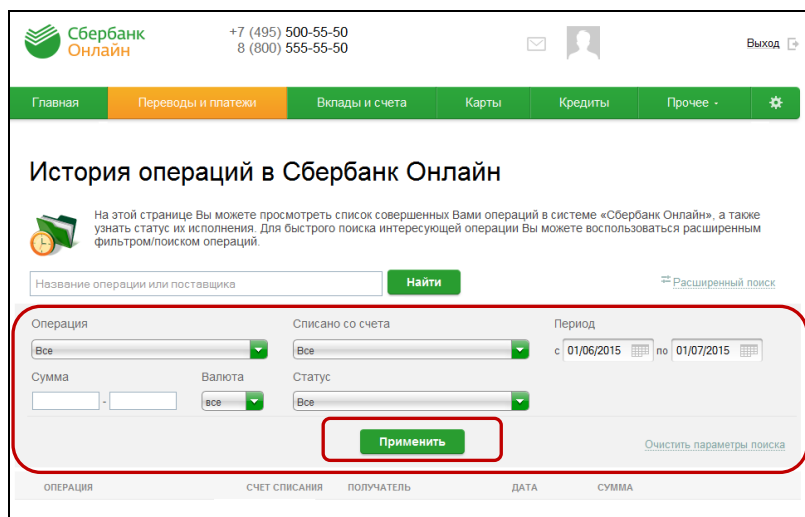 Сбербанк Онлайн
+7 (495) 500-55-50
8 (800) 555-55-50
Выход
Главная Переводы и платежи Вклады и счета Карты Кредиты Прочее
История операций в Сбербанк Онлайн
На этой странице Вы можете просмотреть список совершенных Вами операций в системе «Сбербанк Онлайн», а также
узнать статус их исполнения. Для быстрого поиска интересующей операции Вы можете воспользоваться расширенным
фильтром/поиском операций.
Название операции или поставщика Найти Расширенный поиск
Операция Списано со счета Период
Все Все с 01/06/2015 по 01/07/2015
Сумма Валюта Статус
- все Все
Применить
Очистить параметры поиска
ОПЕРАЦИЯ СЧЕТ СПИСАНИЯ ПОЛУЧАТЕЛЬ ДАТА СУММА